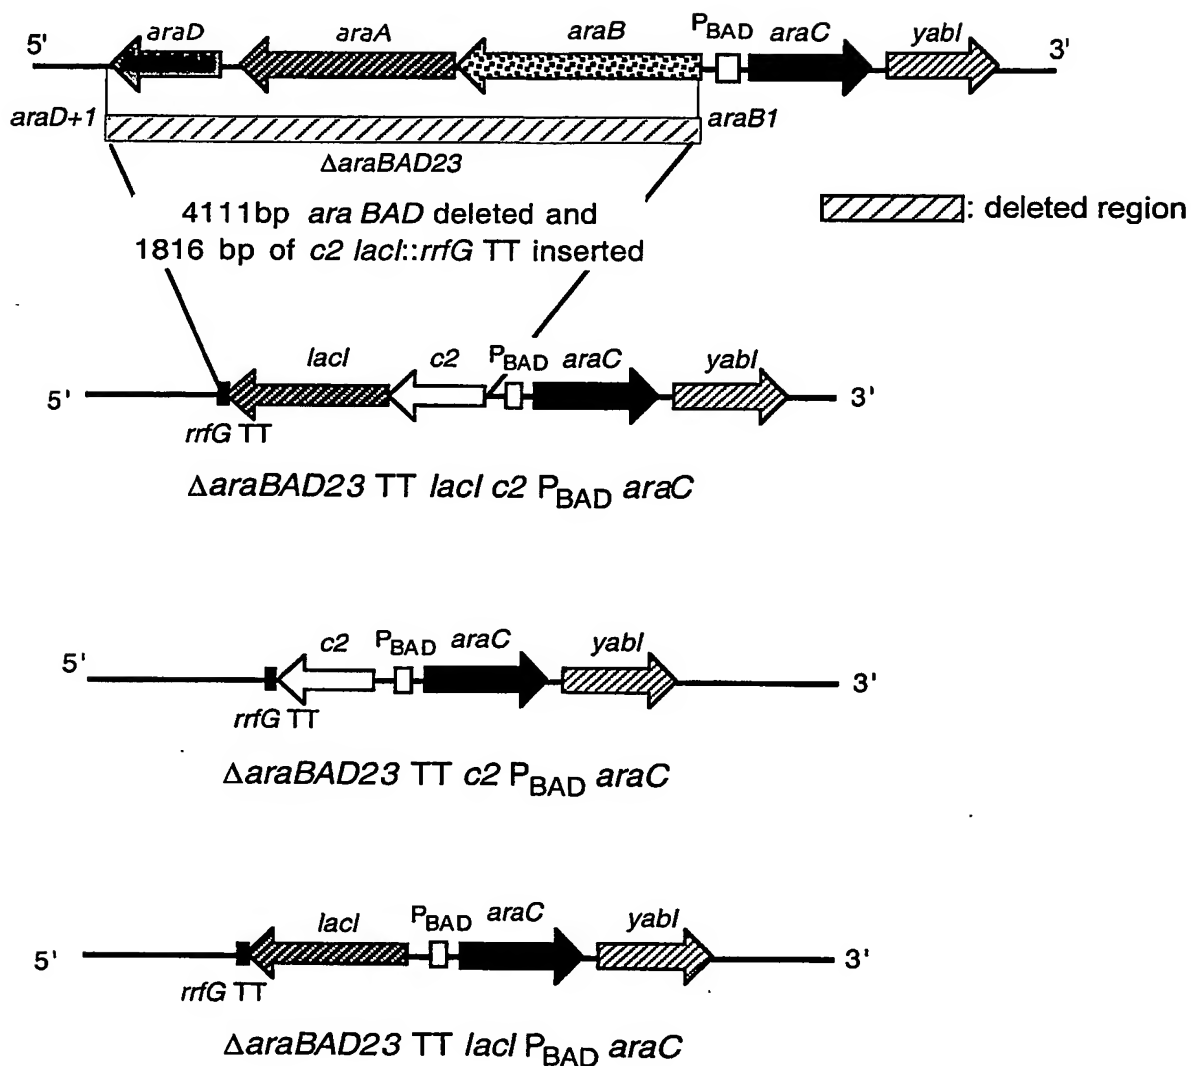 5' araD araA araB PBAD araC yabI 3'
araD+1 araB1
ΔaraBAD23
4111bp ara BAD deleted and
1816 bp of c2 lacI::rrfG TT inserted
: deleted region
5' lacI c2 PBAD araC yabI 3'
rrfG TT
ΔaraBAD23 TT lacI c2 PBAD araC
5' c2 PBAD araC yabI 3'
rrfG TT
ΔaraBAD23 TT c2 PBAD araC
5' lacI PBAD araC yabI 3'
rrfG TT
ΔaraBAD23 TT lacI PBAD araC